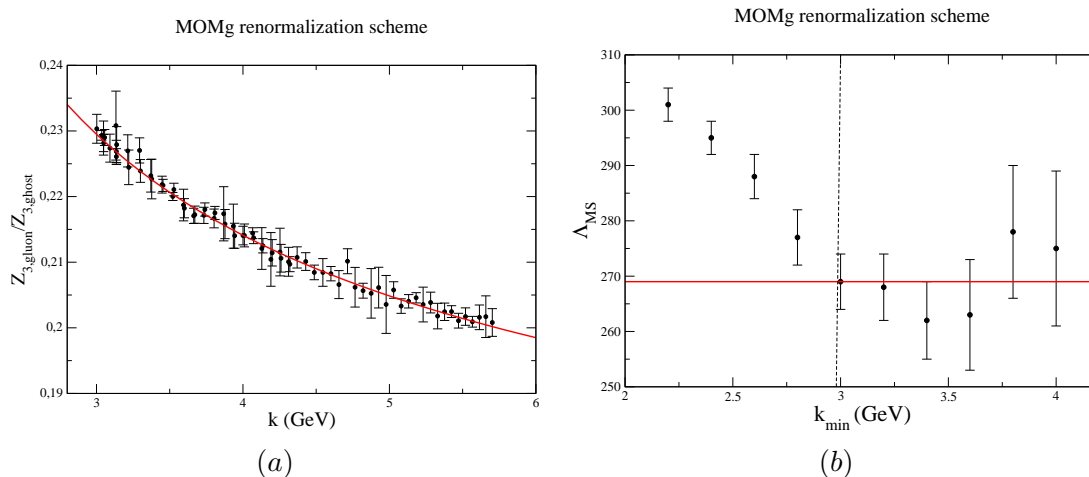 MOMg renormalization scheme
0,24
0,23
0,22
0,21
0,2
0,19
Z3,gluon/Z3,ghost
3
4
5
6
k (GeV)
(a)
MOMg renormalization scheme
310
300
290
280
270
260
250
ΛMS
2
2.5
3
3.5
4
kmin (GeV)
(b)